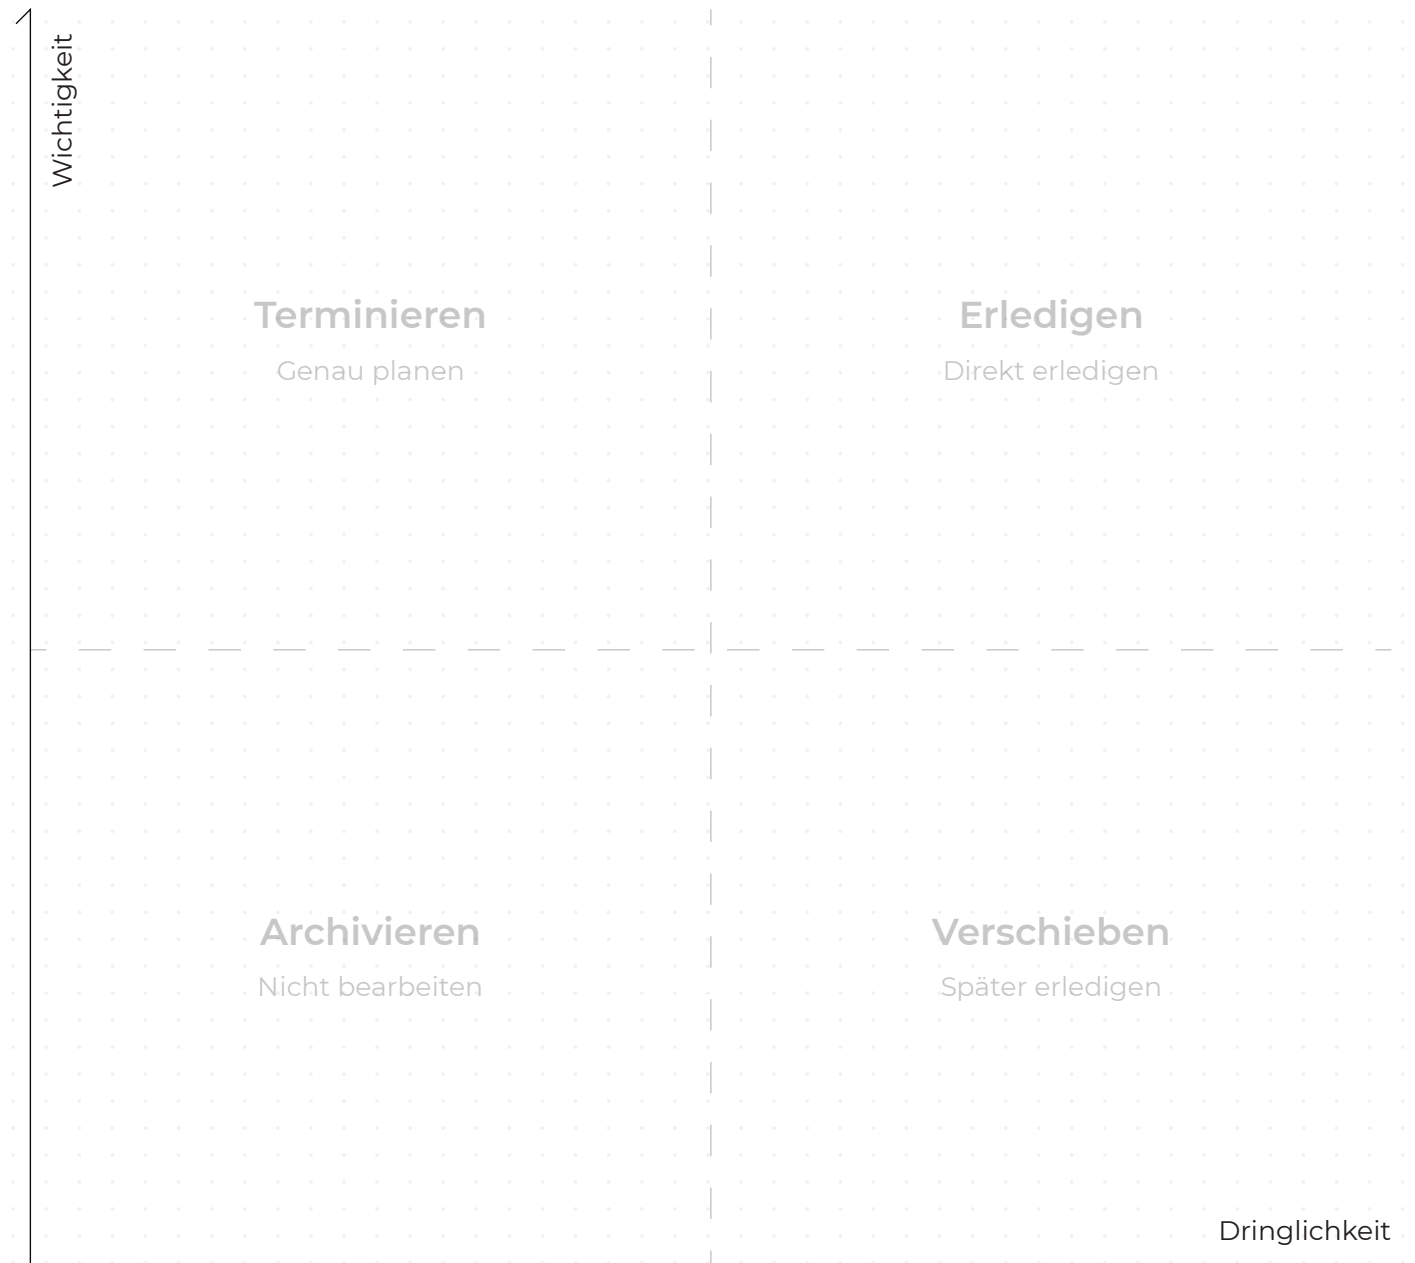 Wichtigkeit
Terminieren
Genau planen
Erledigen
Direkt erledigen
Archivieren
Nicht bearbeiten
Verschieben
Später erledigen
Dringlichkeit